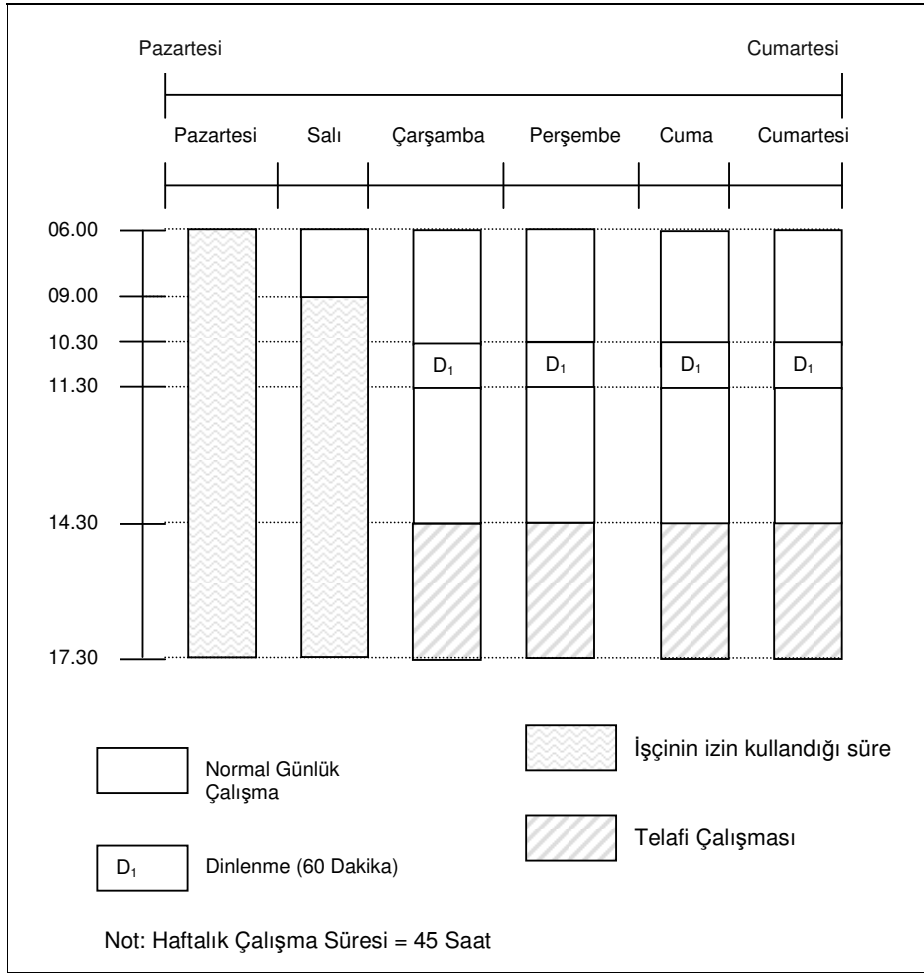 Pazartesi Cumartesi
Pazartesi Salı Çarşamba Perşembe Cuma Cumartesi
06.00
09.00
10.30
D₁ D₁ D₁ D₁
11.30
14.30
17.30
Normal Günlük
Çalışma
İşçinin izin kullandığı süre
D₁ Dinlenme (60 Dakika)
Telafi Çalışması
Not: Haftalık Çalışma Süresi = 45 Saat